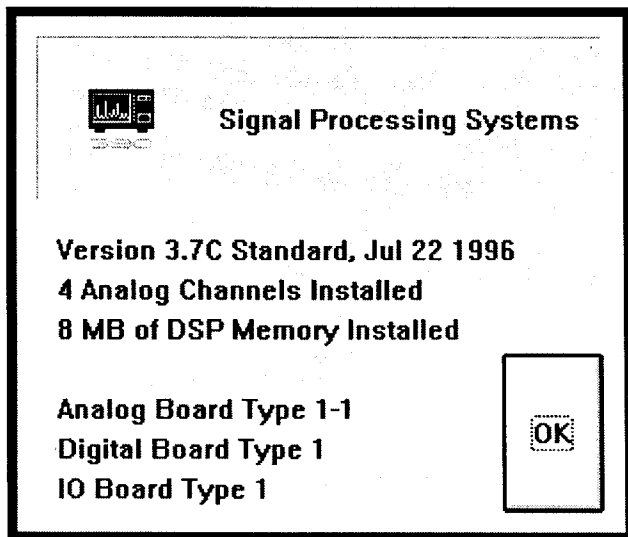 Signal Processing Systems
390
Version 3.7C Standard, Jul 22 1996
4 Analog Channels Installed
8 MB of DSP Memory Installed
Analog Board Type 1-1
Digital Board Type 1
IO Board Type 1
OK